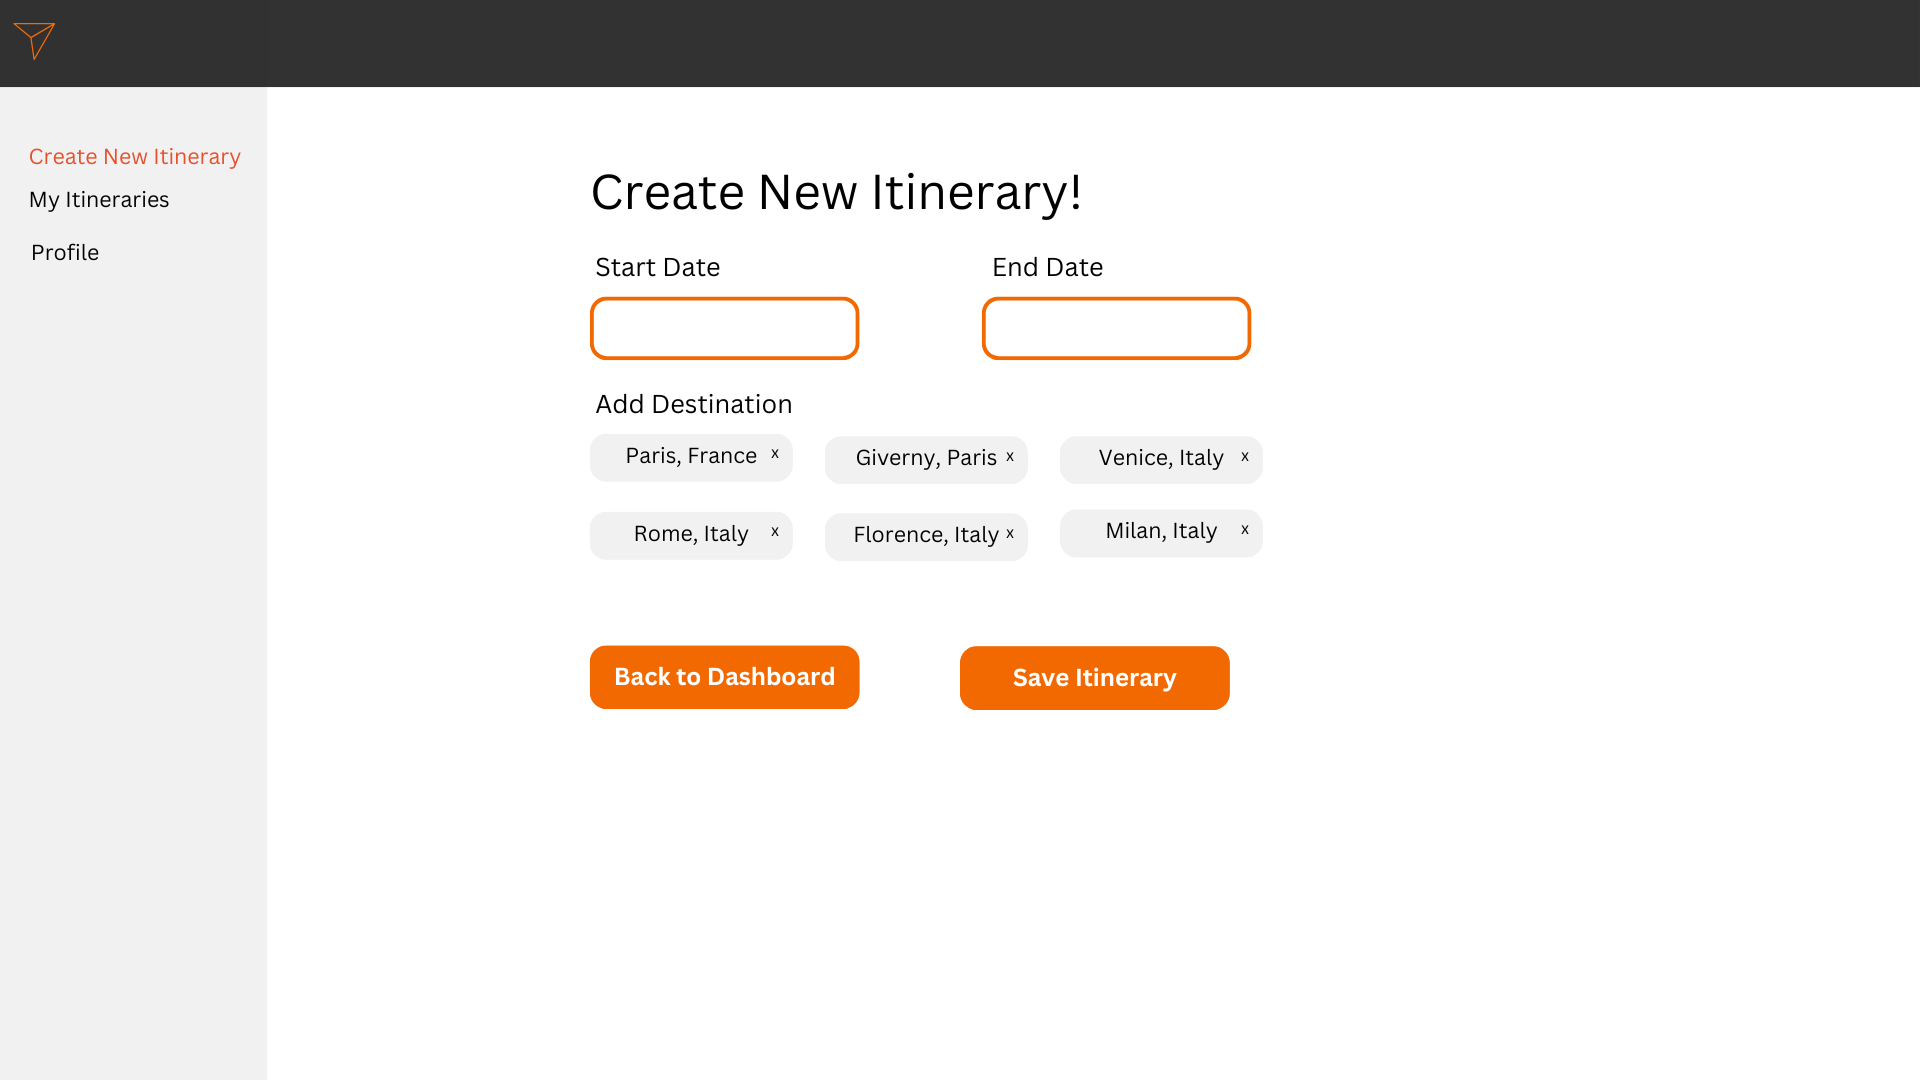 Create New Itinerary
My Itineraries
Profile
Create New Itinerary!
Start Date
End Date
Add Destination
Paris, France x
Giverny, Paris x
Venice, Italy x
Rome, Italy x
Florence, Italy x
Milan, Italy x
Back to Dashboard
Save Itinerary